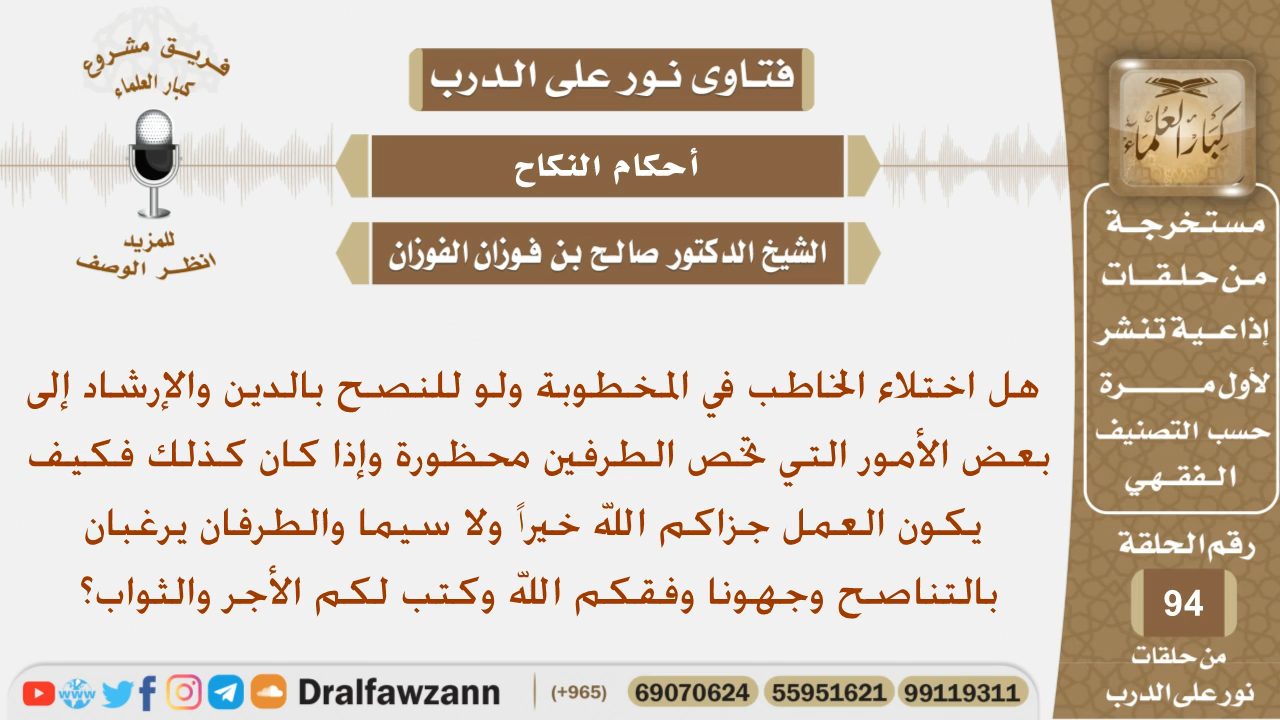 فريق مشروع
كبار العلماء
للمزيد
انظر الوصف
فتاوى نور على الدرب
أحكام النكاح
الشيخ الدكتور صالح بن فوزان الفوزان
كبار العلماء
مستخرجة
من حلقات
إذاعية تنشر
لأول مرة
حسب التصنيف
الفقهي
رقم الحلقة
94
من حلقات
نور على الدرب
هل اختلاء الخاطب في المخطوبة ولو للنصح بالدين والإرشاد إلى
بعض الأمور التي تخص الطرفين محظورة وإذا كان كذلك فكيف
يكون العمل جزاكم الله خيراً ولا سيما والطرفان يرغبان
بالتناصح وجهونا وفقكم الله وكتب لكم الأجر والثواب؟
www
Dralfawzann
(+965) 69070624 55951621 99119311